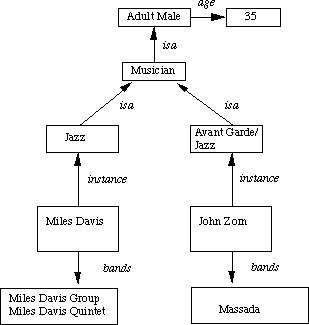 age
Adult Male
35
isa
Musician
isa
isa
Jazz
Avant Garde/
Jazz
instance
instance
Miles Davis
John Zorn
bands
bands
Miles Davis Group
Miles Davis Quintet
Massada